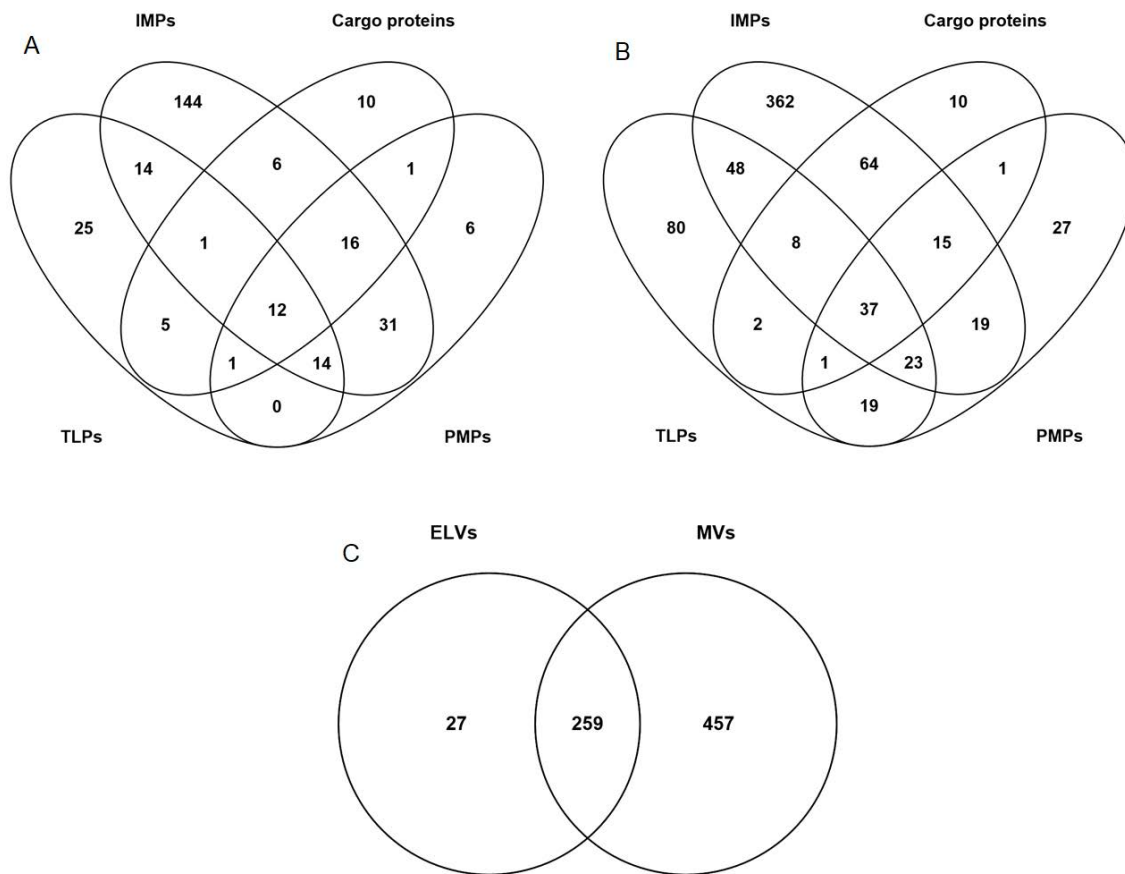 A
IMPs Cargo proteins
144 10
14 6 1
25 1 16 6
12
5 31
1 14
0
TLPs PMPs
B
IMPs Cargo proteins
362 10
48 64 1
80 8 15 27
37
2 19
1 23
19
TLPs PMPs
C
ELVs MVs
27 259 457